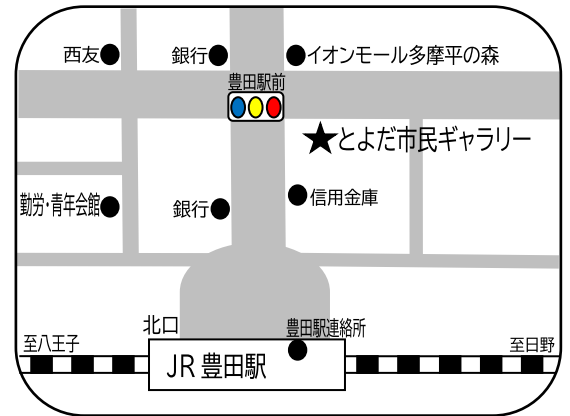 西友
銀行
イオンモール多摩平の森
豊田駅前
とよだ市民ギャラリー
勤労・青年会館
銀行
信用金庫
北口
豊田駅連絡所
至八王子
至日野
JR 豊田駅